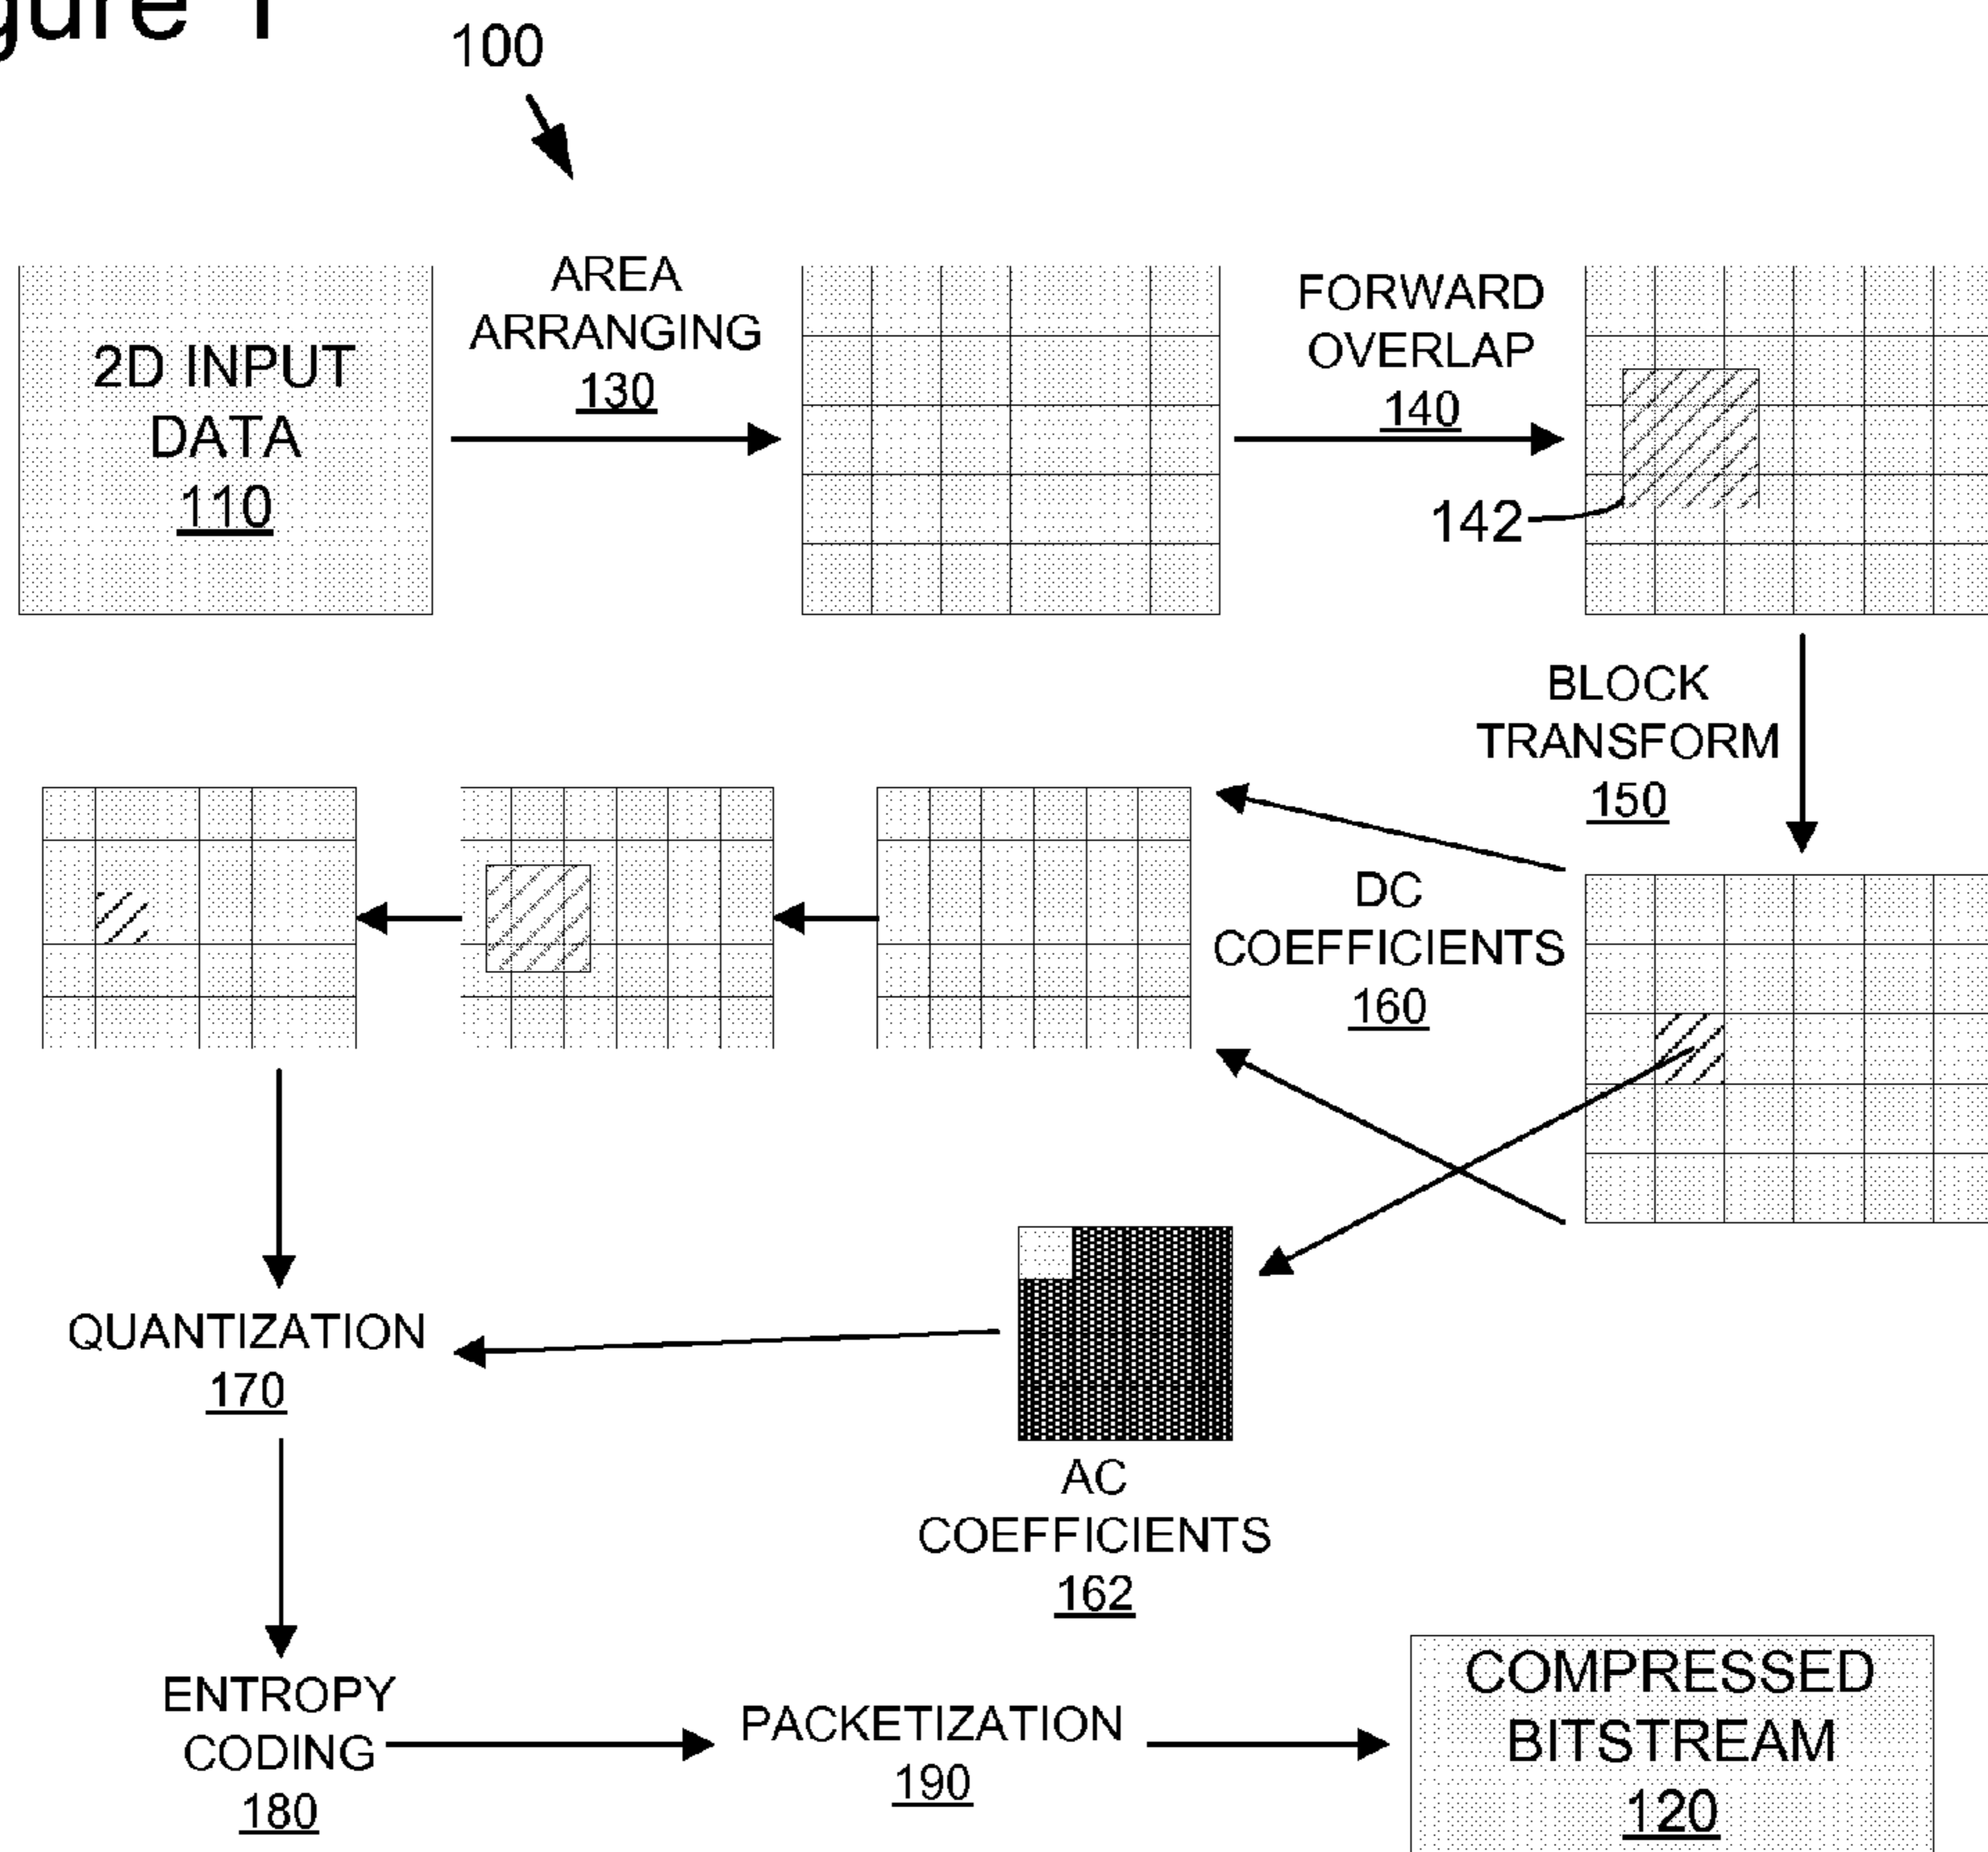 gure 1
100
2D INPUT
DATA
110
AREA
ARRANGING
130
FORWARD
OVERLAP
140
142
BLOCK
TRANSFORM
150
DC
COEFFICIENTS
160
QUANTIZATION
170
AC
COEFFICIENTS
162
ENTROPY
CODING
180
PACKETIZATION
190
COMPRESSED
BITSTREAM
120